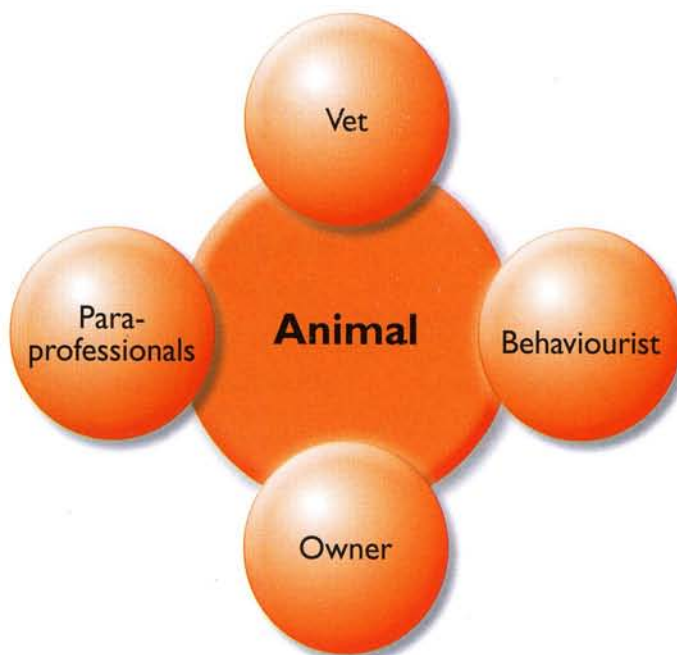 Vet
Para-
professionals
Animal
Behaviourist
Owner